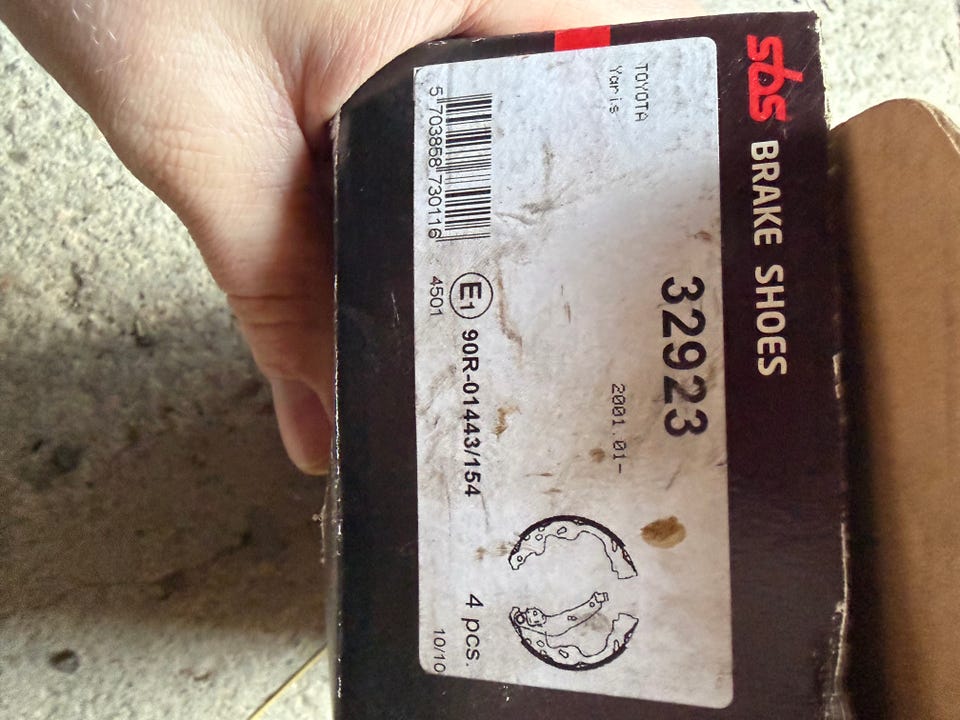 sbs BRAKE SHOES
32923
TOYOTA
Yaris 2001.01-
E1 90R-01443/154 4 pcs.
5 703858 730116 4501 10/10